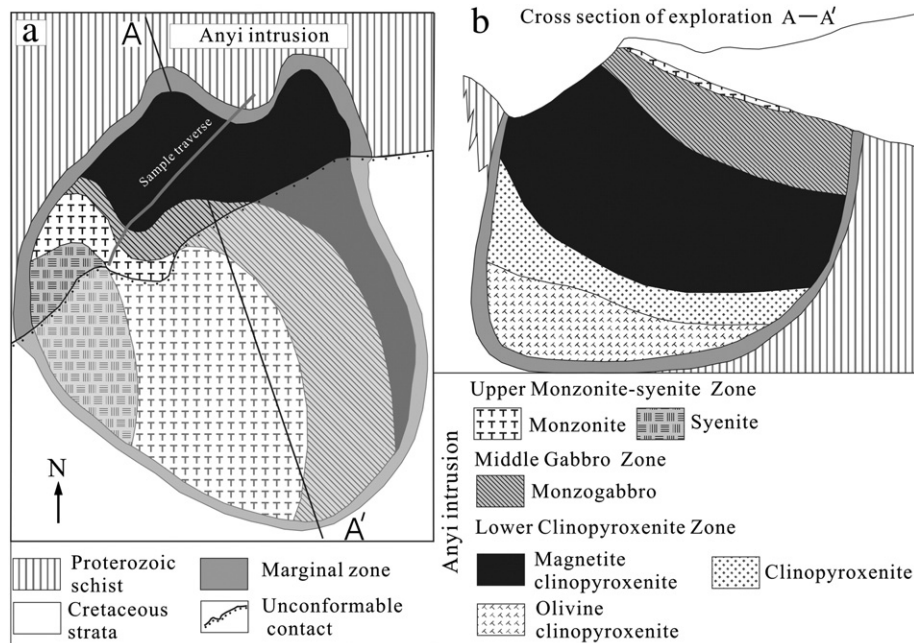 a
A
Anyi intrusion
Sample traverse
N
A′
Proterozoic
schist
Marginal zone
Cretaceous
strata
Unconformable
contact
b
Cross section of exploration A—A′
Anyi intrusion
Upper Monzonite-syenite Zone
Monzonite
Syenite
Middle Gabbro Zone
Monzogabbro
Lower Clinopyroxenite Zone
Magnetite
clinopyroxenite
Clinopyroxenite
Olivine
clinopyroxenite